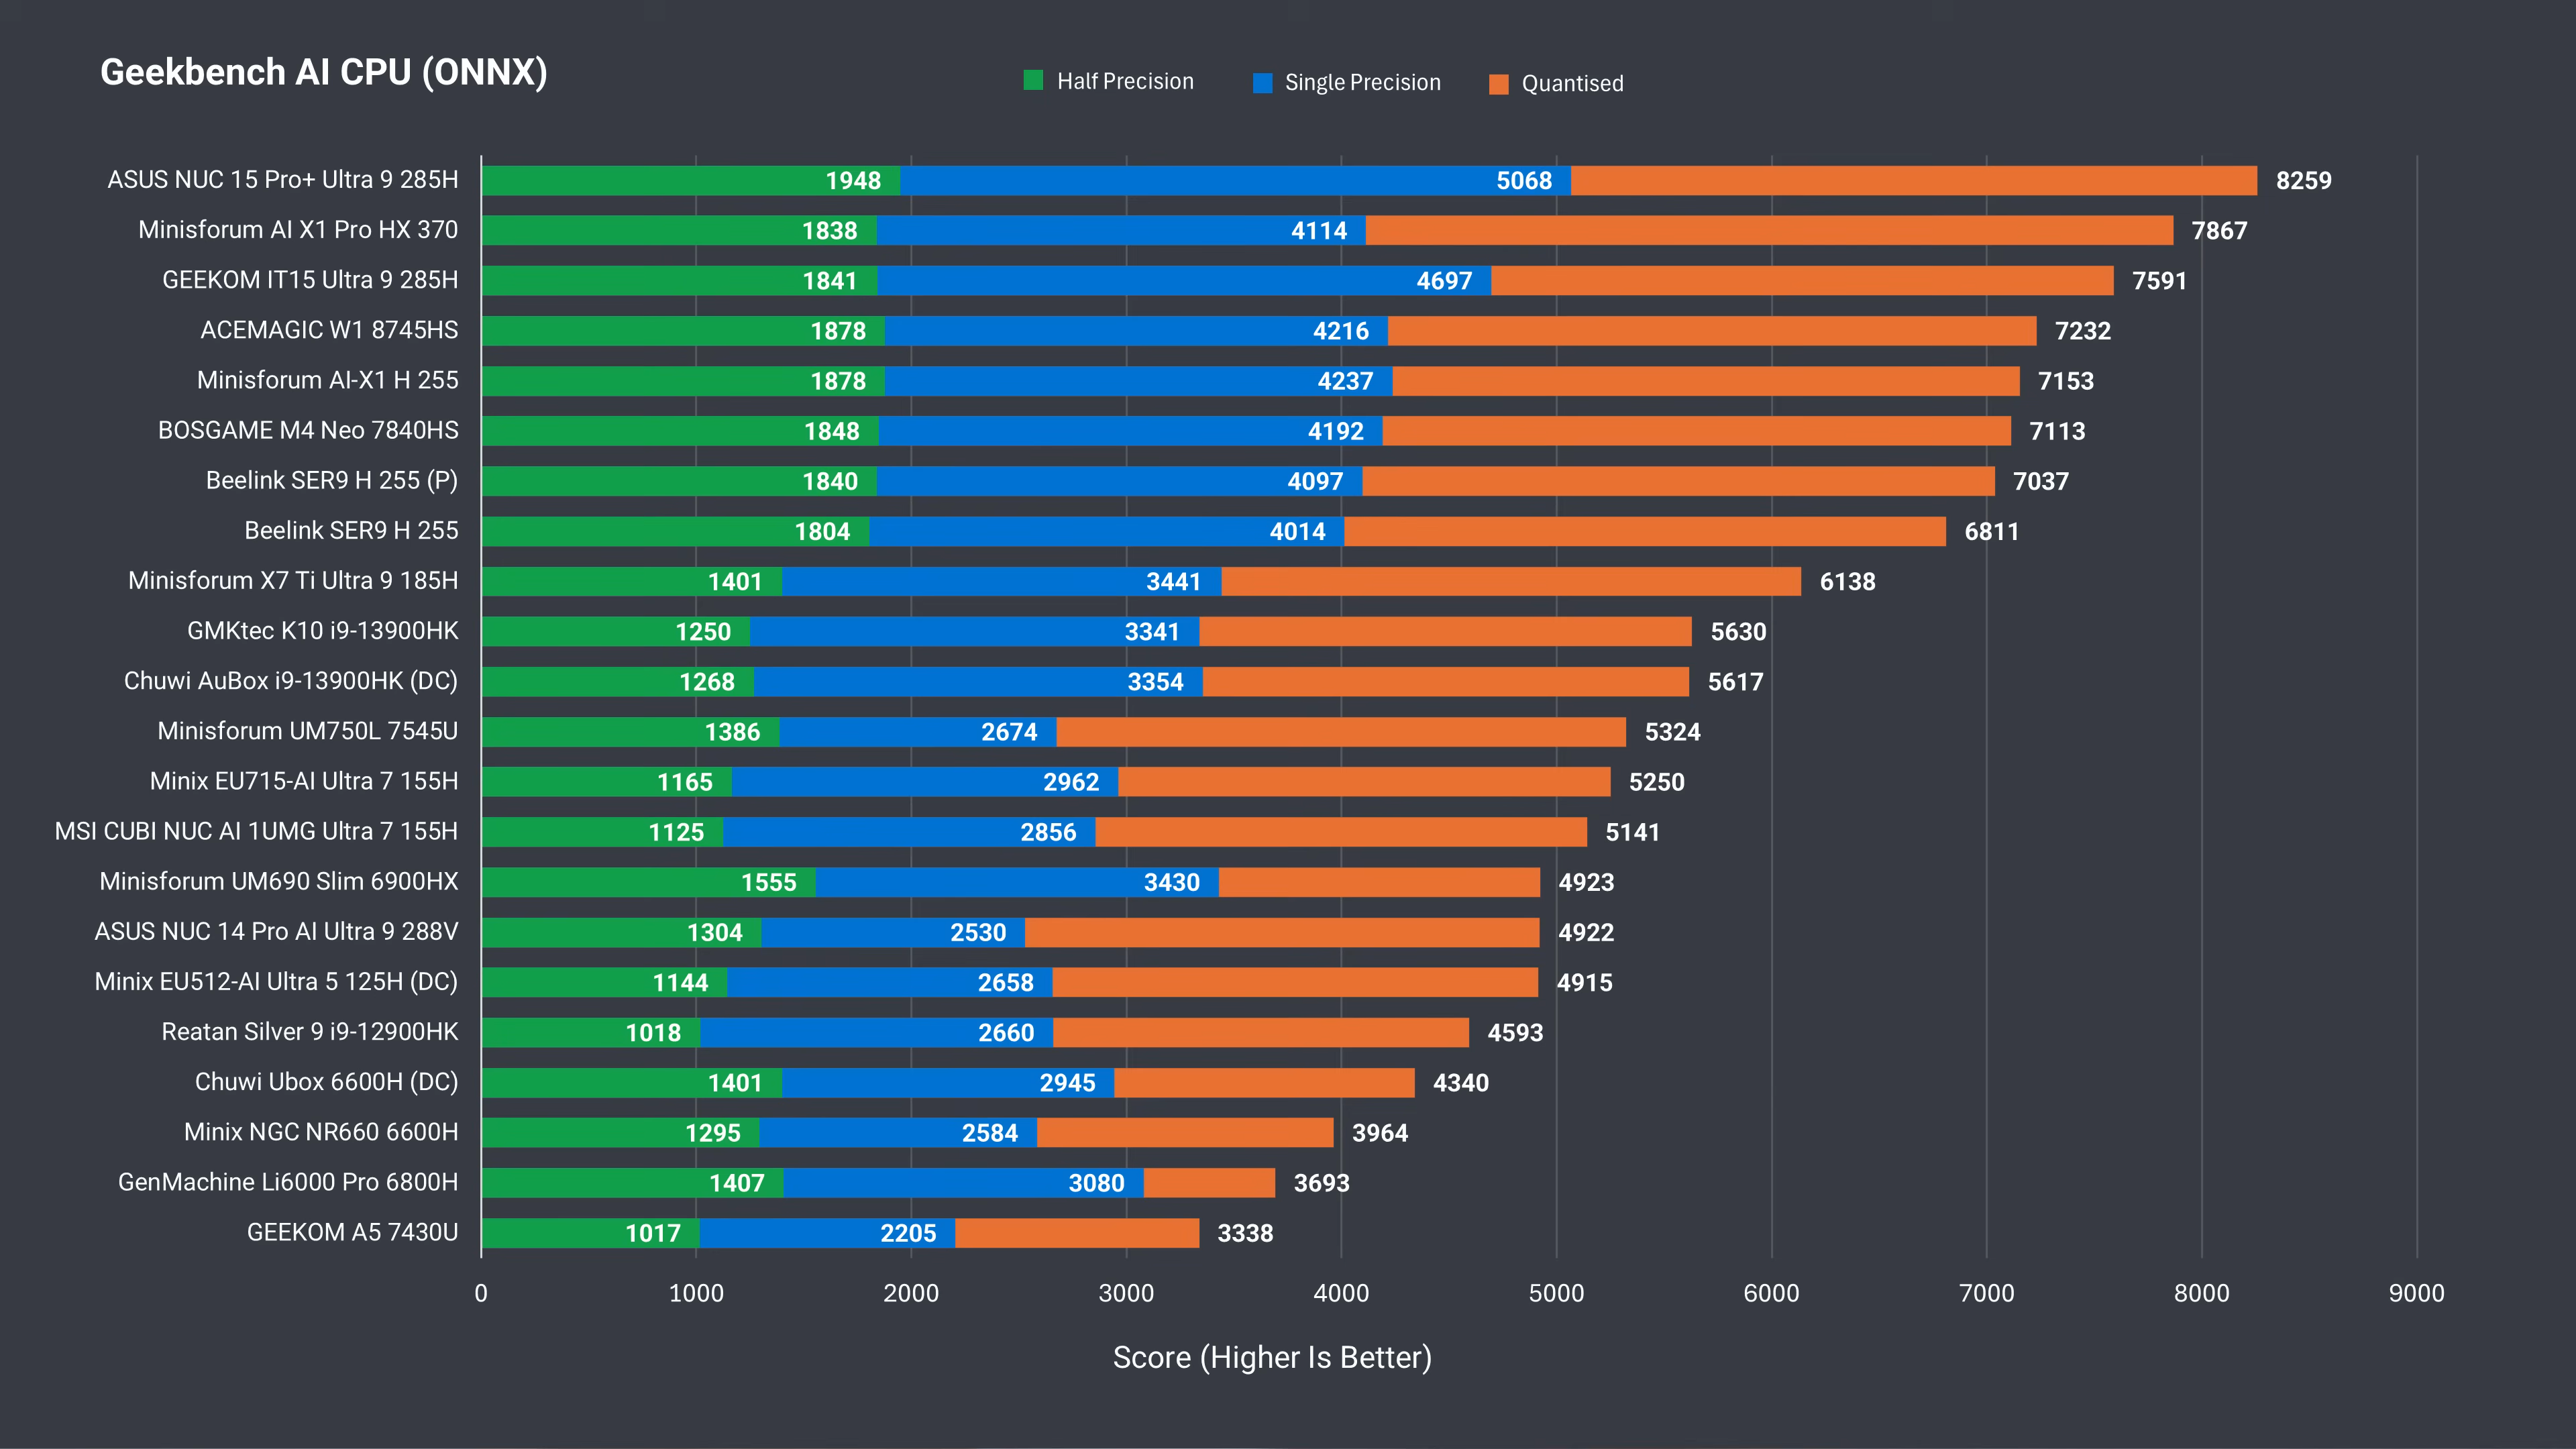 Geekbench AI CPU (ONNX)
Half Precision Single Precision Quantised
ASUS NUC 15 Pro+ Ultra 9 285H 1948 5068 8259
Minisforum AI X1 Pro HX 370 1838 4114 7867
GEEKOM IT15 Ultra 9 285H 1841 4697 7591
ACEMAGIC W1 8745HS 1878 4216 7232
Minisforum AI-X1 H 255 1878 4237 7153
BOSGAME M4 Neo 7840HS 1848 4192 7113
Beelink SER9 H 255 (P) 1840 4097 7037
Beelink SER9 H 255 1804 4014 6811
Minisforum X7 Ti Ultra 9 185H 1401 3441 6138
GMKtec K10 i9-13900HK 1250 3341 5630
Chuwi AuBox i9-13900HK (DC) 1268 3354 5617
Minisforum UM750L 7545U 1386 2674 5324
Minix EU715-AI Ultra 7 155H 1165 2962 5250
MSI CUBI NUC AI 1UMG Ultra 7 155H 1125 2856 5141
Minisforum UM690 Slim 6900HX 1555 3430 4923
ASUS NUC 14 Pro AI Ultra 9 288V 1304 2530 4922
Minix EU512-AI Ultra 5 125H (DC) 1144 2658 4915
Reatan Silver 9 i9-12900HK 1018 2660 4593
Chuwi Ubox 6600H (DC) 1401 2945 4340
Minix NGC NR660 6600H 1295 2584 3964
GenMachine Li6000 Pro 6800H 1407 3080 3693
GEEKOM A5 7430U 1017 2205 3338
0 1000 2000 3000 4000 5000 6000 7000 8000 9000
Score (Higher Is Better)